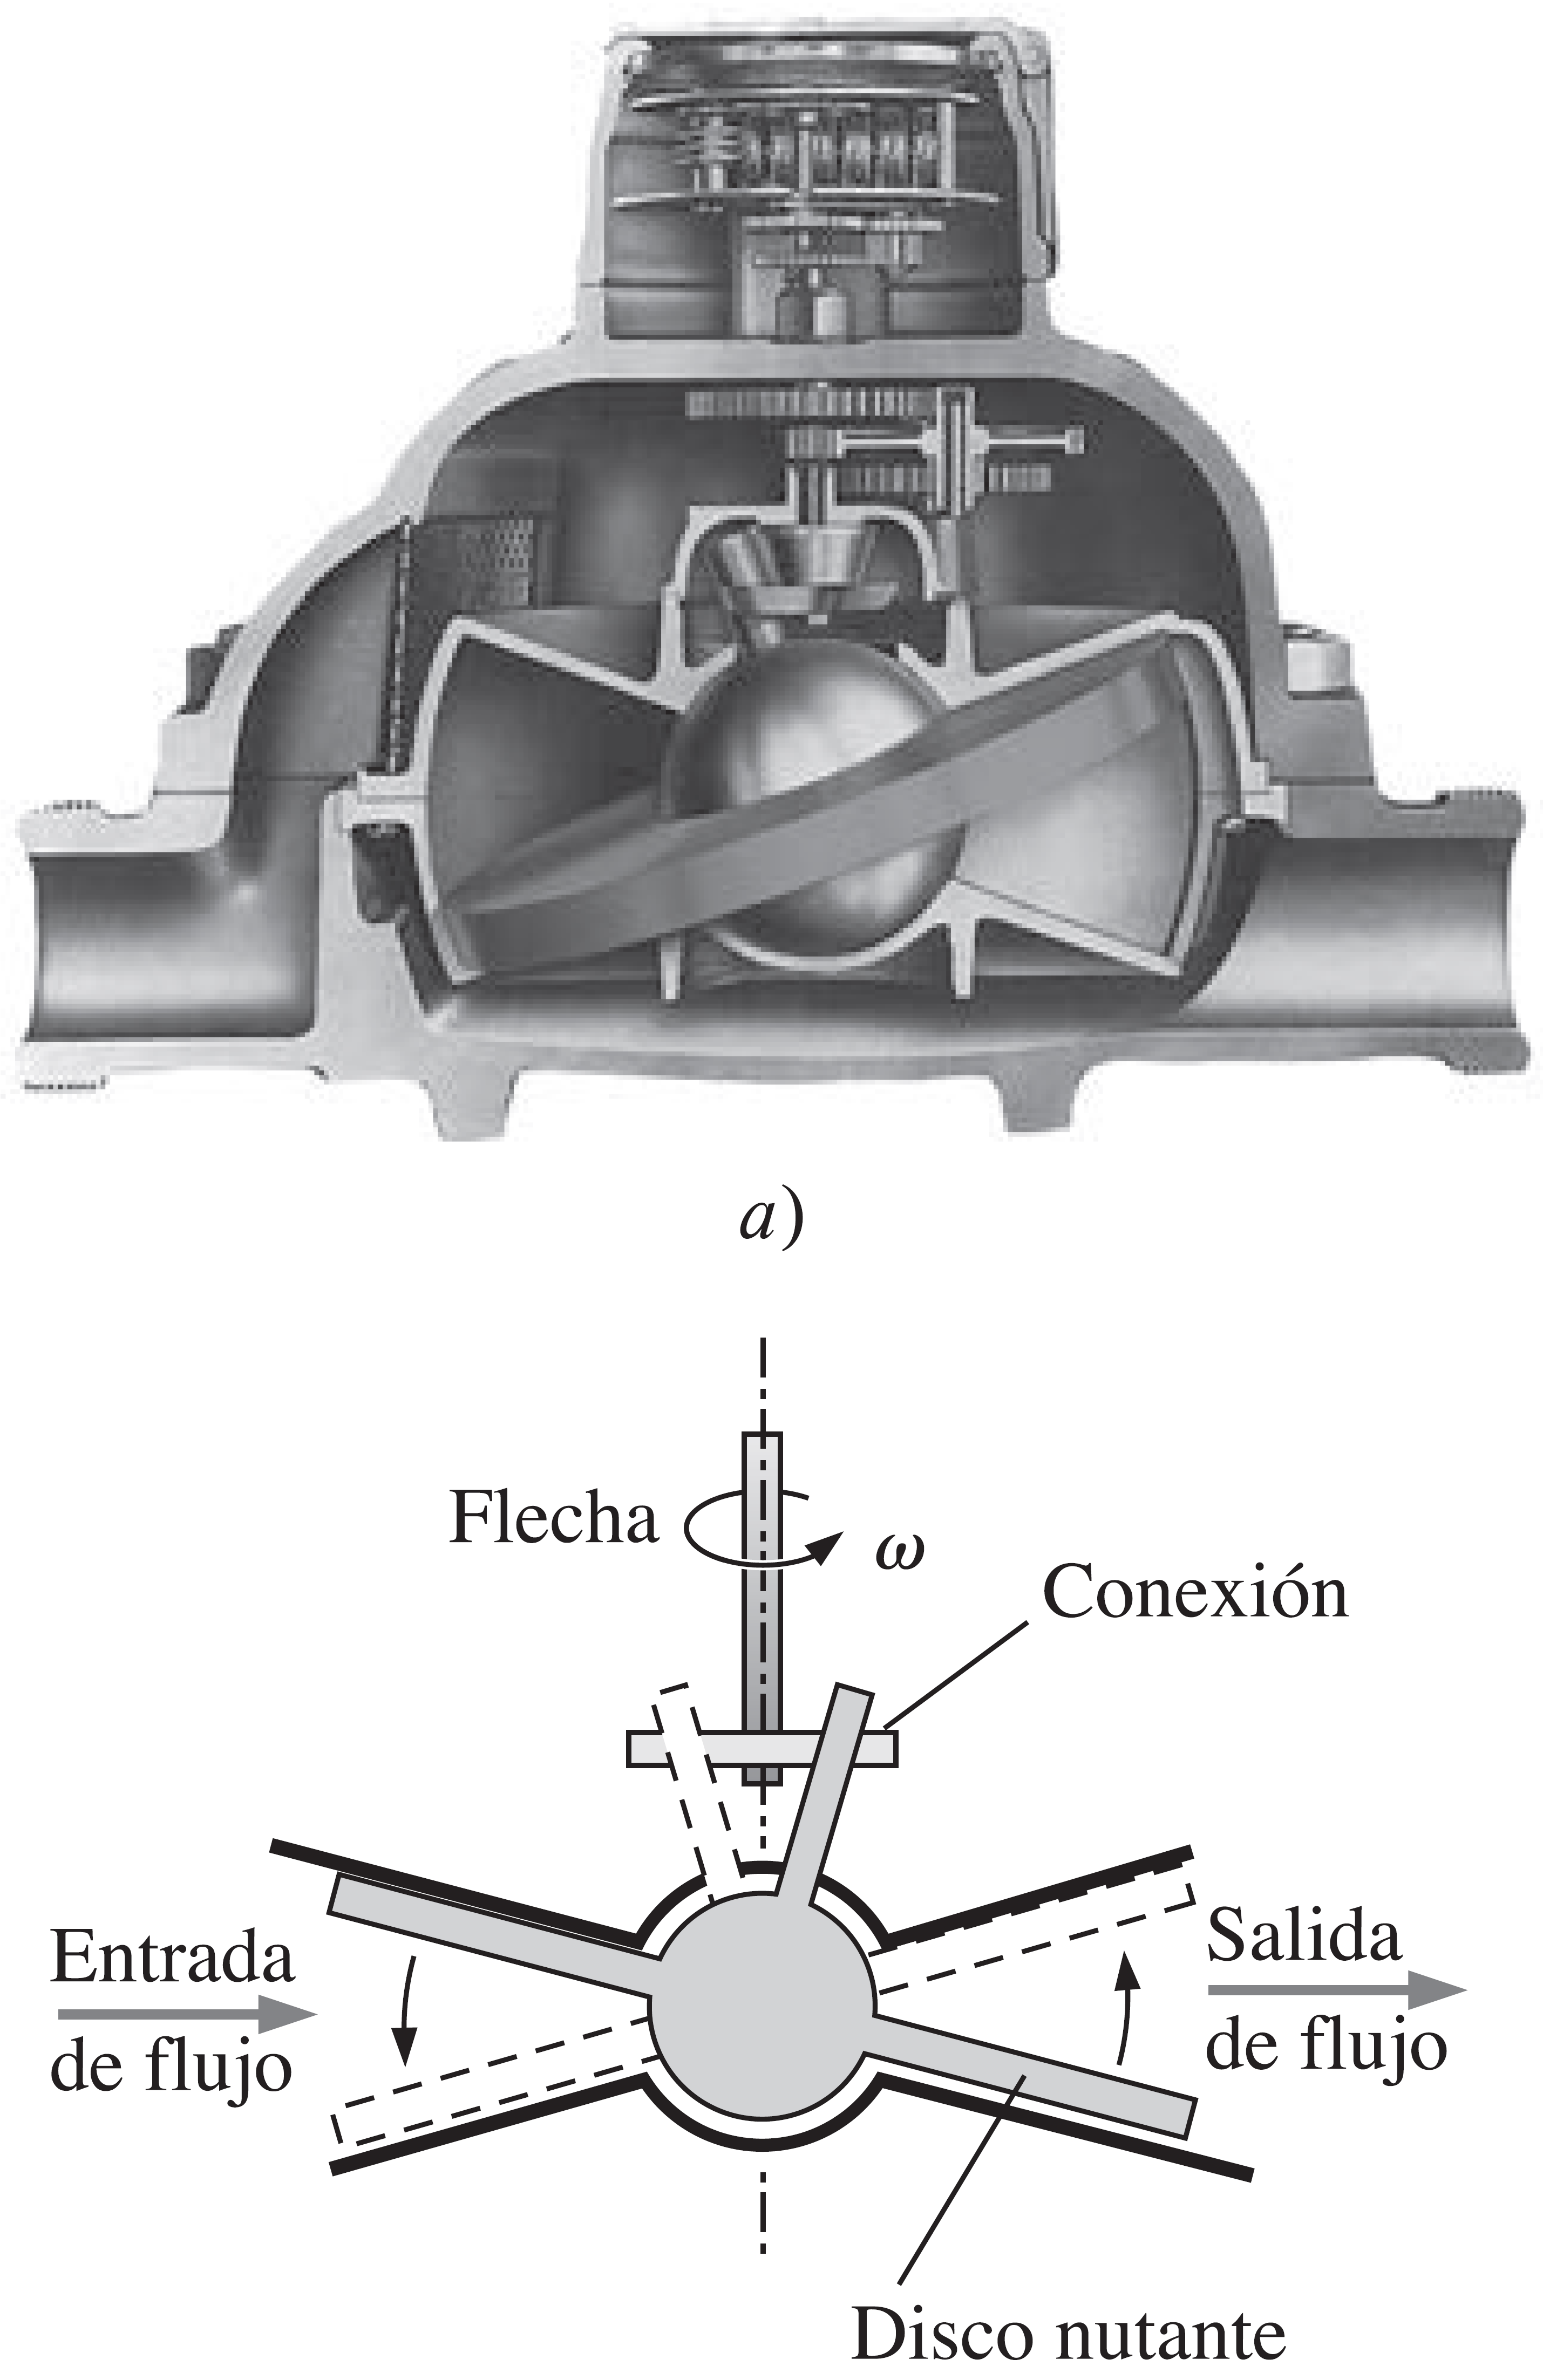 a)
Flecha
ω
Conexión
Entrada
de flujo
Salida
de flujo
Disco nutante